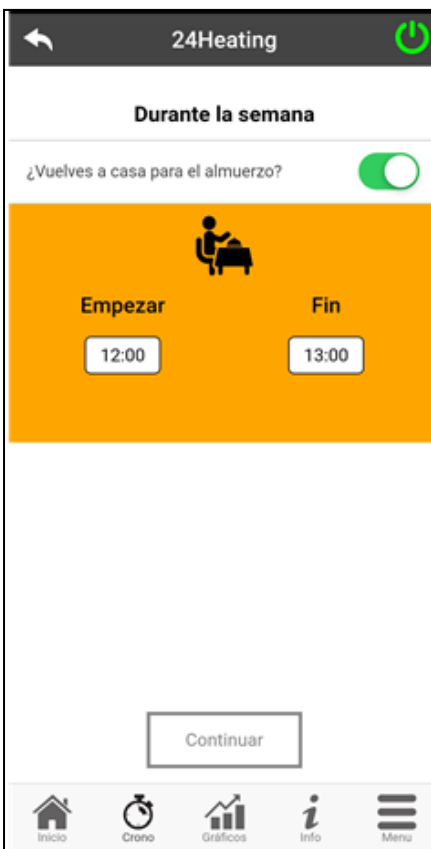 24Heating
Durante la semana
¿Vuelves a casa para el almuerzo?
Empezar Fin
12:00 13:00
Continuar
Inicio Crono Gráficos Info Menu